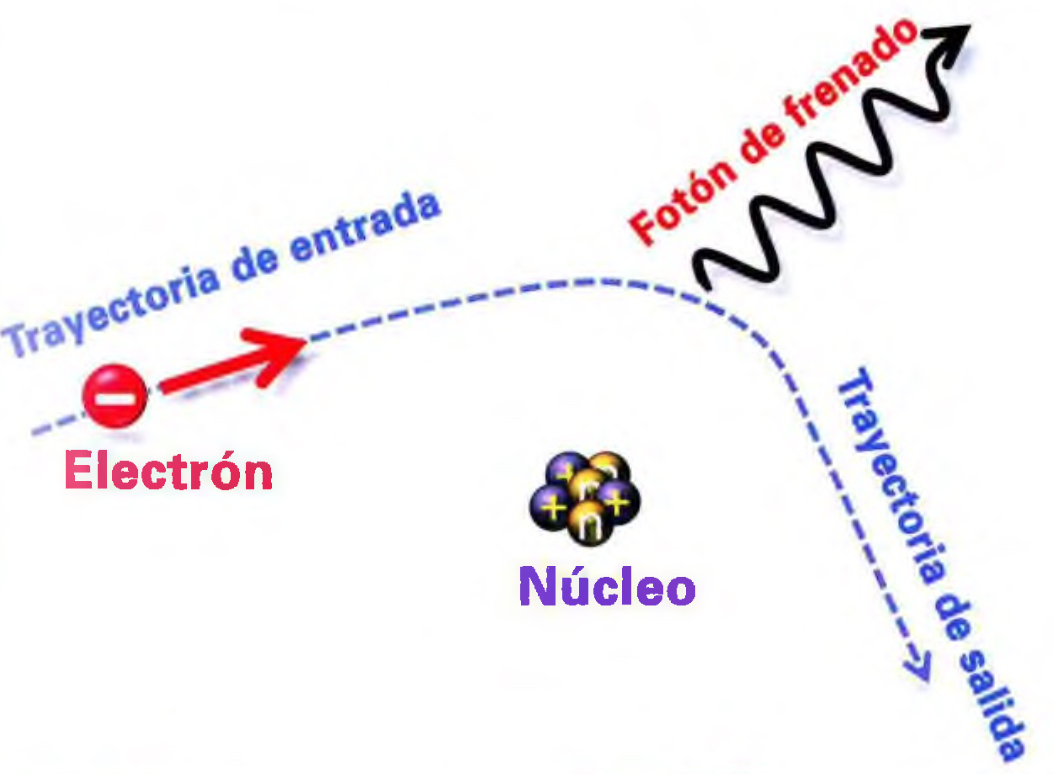 Fotón de frenado
Trayectoria de entrada
Electrón
+ n
n
+ +
n
Núcleo
Trayectoria de salida